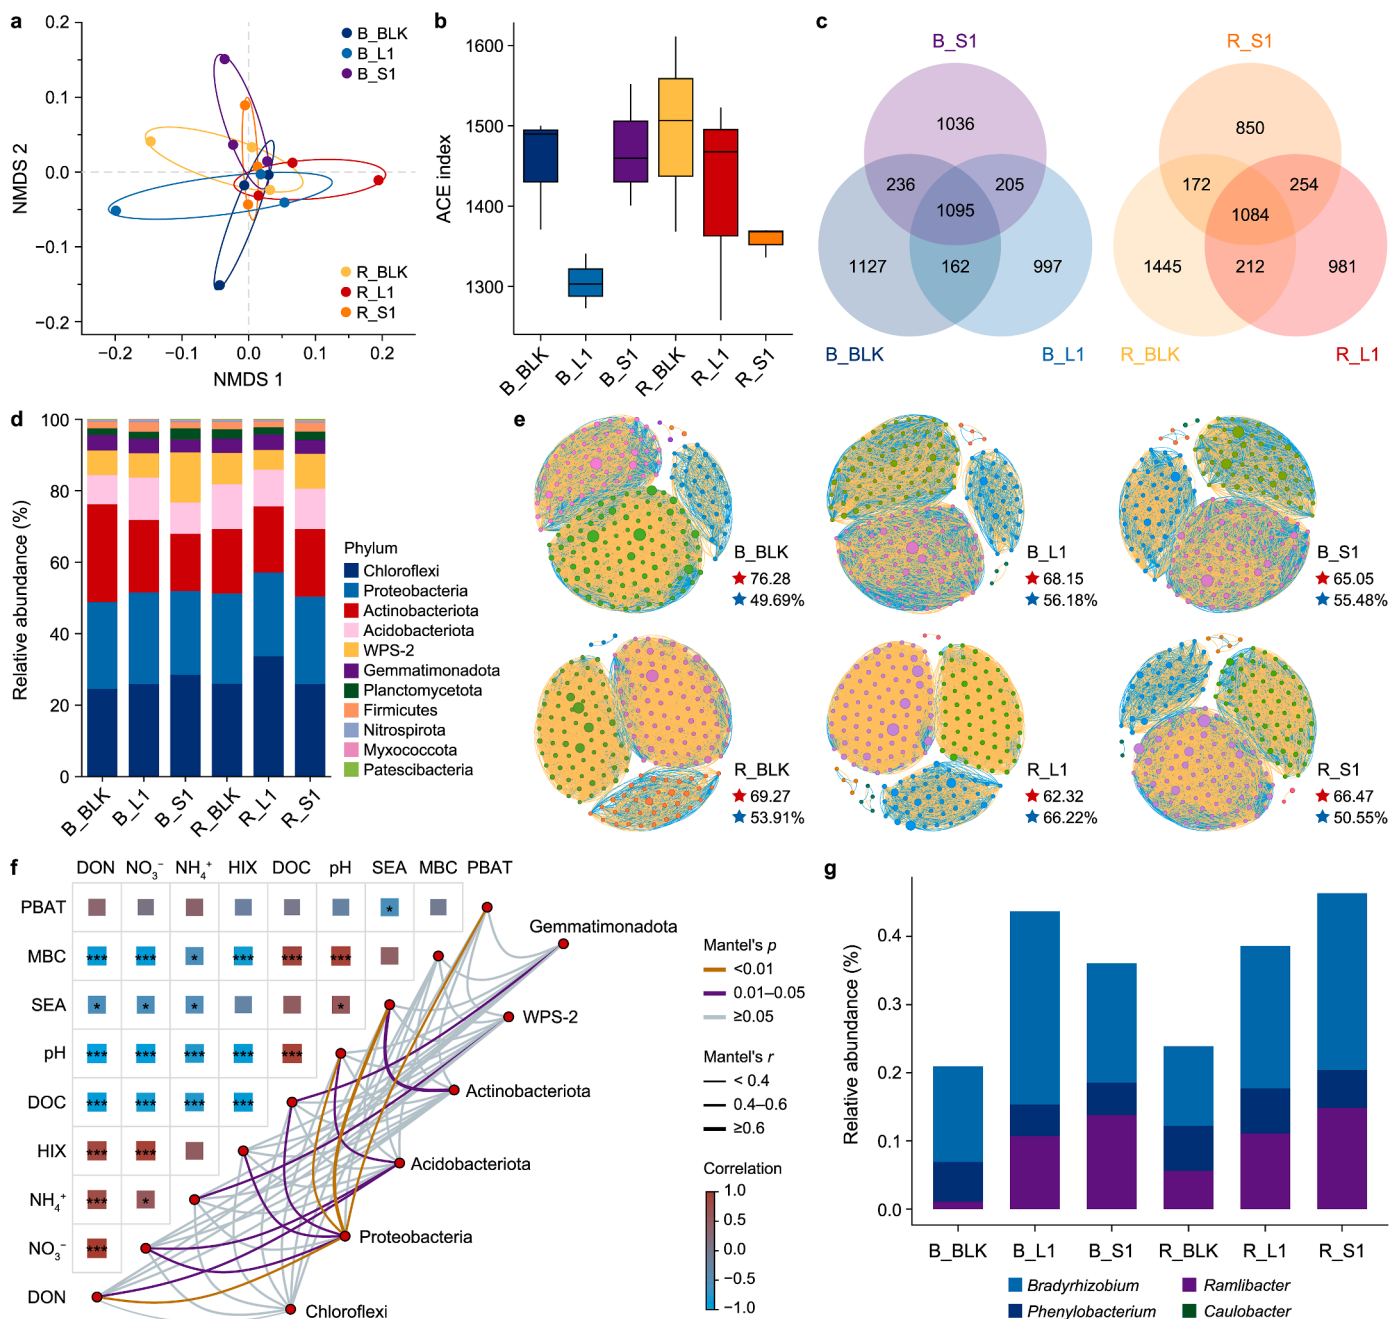 a
0.2
0.1
0.0
−0.1
−0.2
NMDS 2
−0.2
−0.1
0.0
0.1
0.2
NMDS 1
B_BLK
B_L1
B_S1
R_BLK
R_L1
R_S1
b
1600
1500
1400
1300
ACE index
B_BLK
B_L1
B_S1
R_BLK
R_L1
R_S1
c
B_S1
1036
236
205
1095
1127
162
997
B_BLK
B_L1
R_S1
850
172
254
1084
1445
212
981
R_BLK
R_L1
d
100
80
60
40
20
0
Relative abundance (%)
B_BLK
B_L1
B_S1
R_BLK
R_L1
R_S1
Phylum
Chloroflexi
Proteobacteria
Actinobacteriota
Acidobacteriota
WPS-2
Gemmatimonadota
Planctomycetota
Firmicutes
Nitrospirota
Myxococcota
Patescibacteria
e
B_BLK
76.28
49.69%
B_L1
68.15
56.18%
B_S1
65.05
55.48%
R_BLK
69.27
53.91%
R_L1
62.32
66.22%
R_S1
66.47
50.55%
f
DON NO₃⁻ NH₄⁺ HIX DOC pH SEA MBC PBAT
PBAT *
MBC *** *** * *** *** ***
SEA * * * *
pH *** *** *** *** ***
DOC *** *** *** ***
HIX *** ***
NH₄⁺ *** *
NO₃⁻ ***
DON
Gemmatimonadota
WPS-2
Actinobacteriota
Acidobacteriota
Proteobacteria
Chloroflexi
Mantel's p
<0.01
0.01–0.05
≥0.05
Mantel's r
< 0.4
0.4–0.6
≥0.6
Correlation
1.0
0.5
0.0
−0.5
−1.0
g
0.4
0.3
0.2
0.1
0.0
Relative abundance (%)
B_BLK
B_L1
B_S1
R_BLK
R_L1
R_S1
Bradyrhizobium
Ramlibacter
Phenylobacterium
Caulobacter